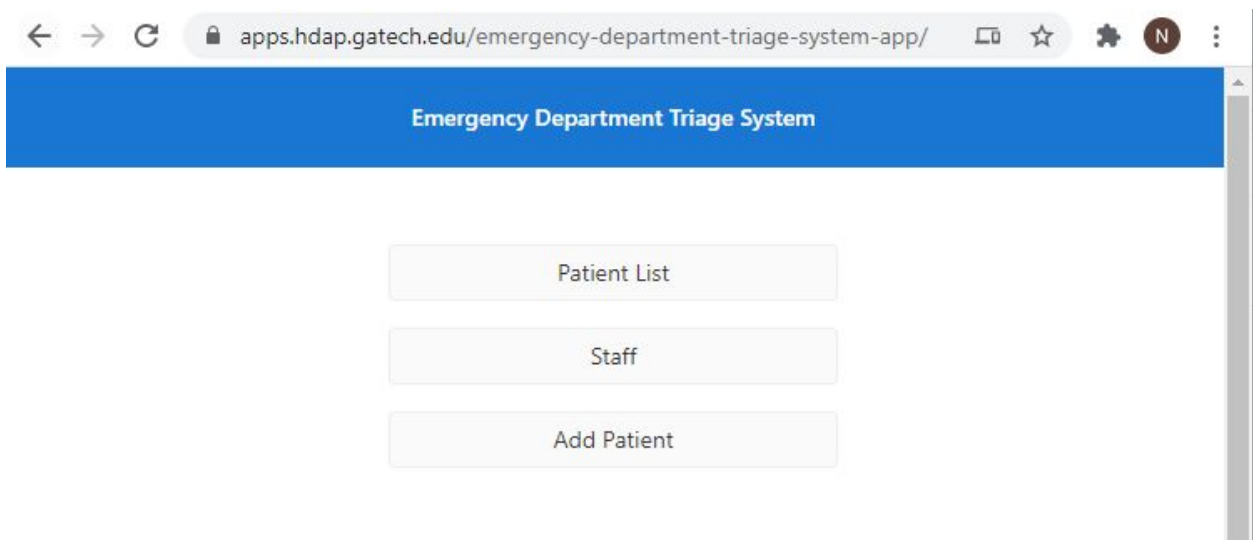 apps.hdap.gatech.edu/emergency-department-triage-system-app/
N
Emergency Department Triage System
Patient List
Staff
Add Patient